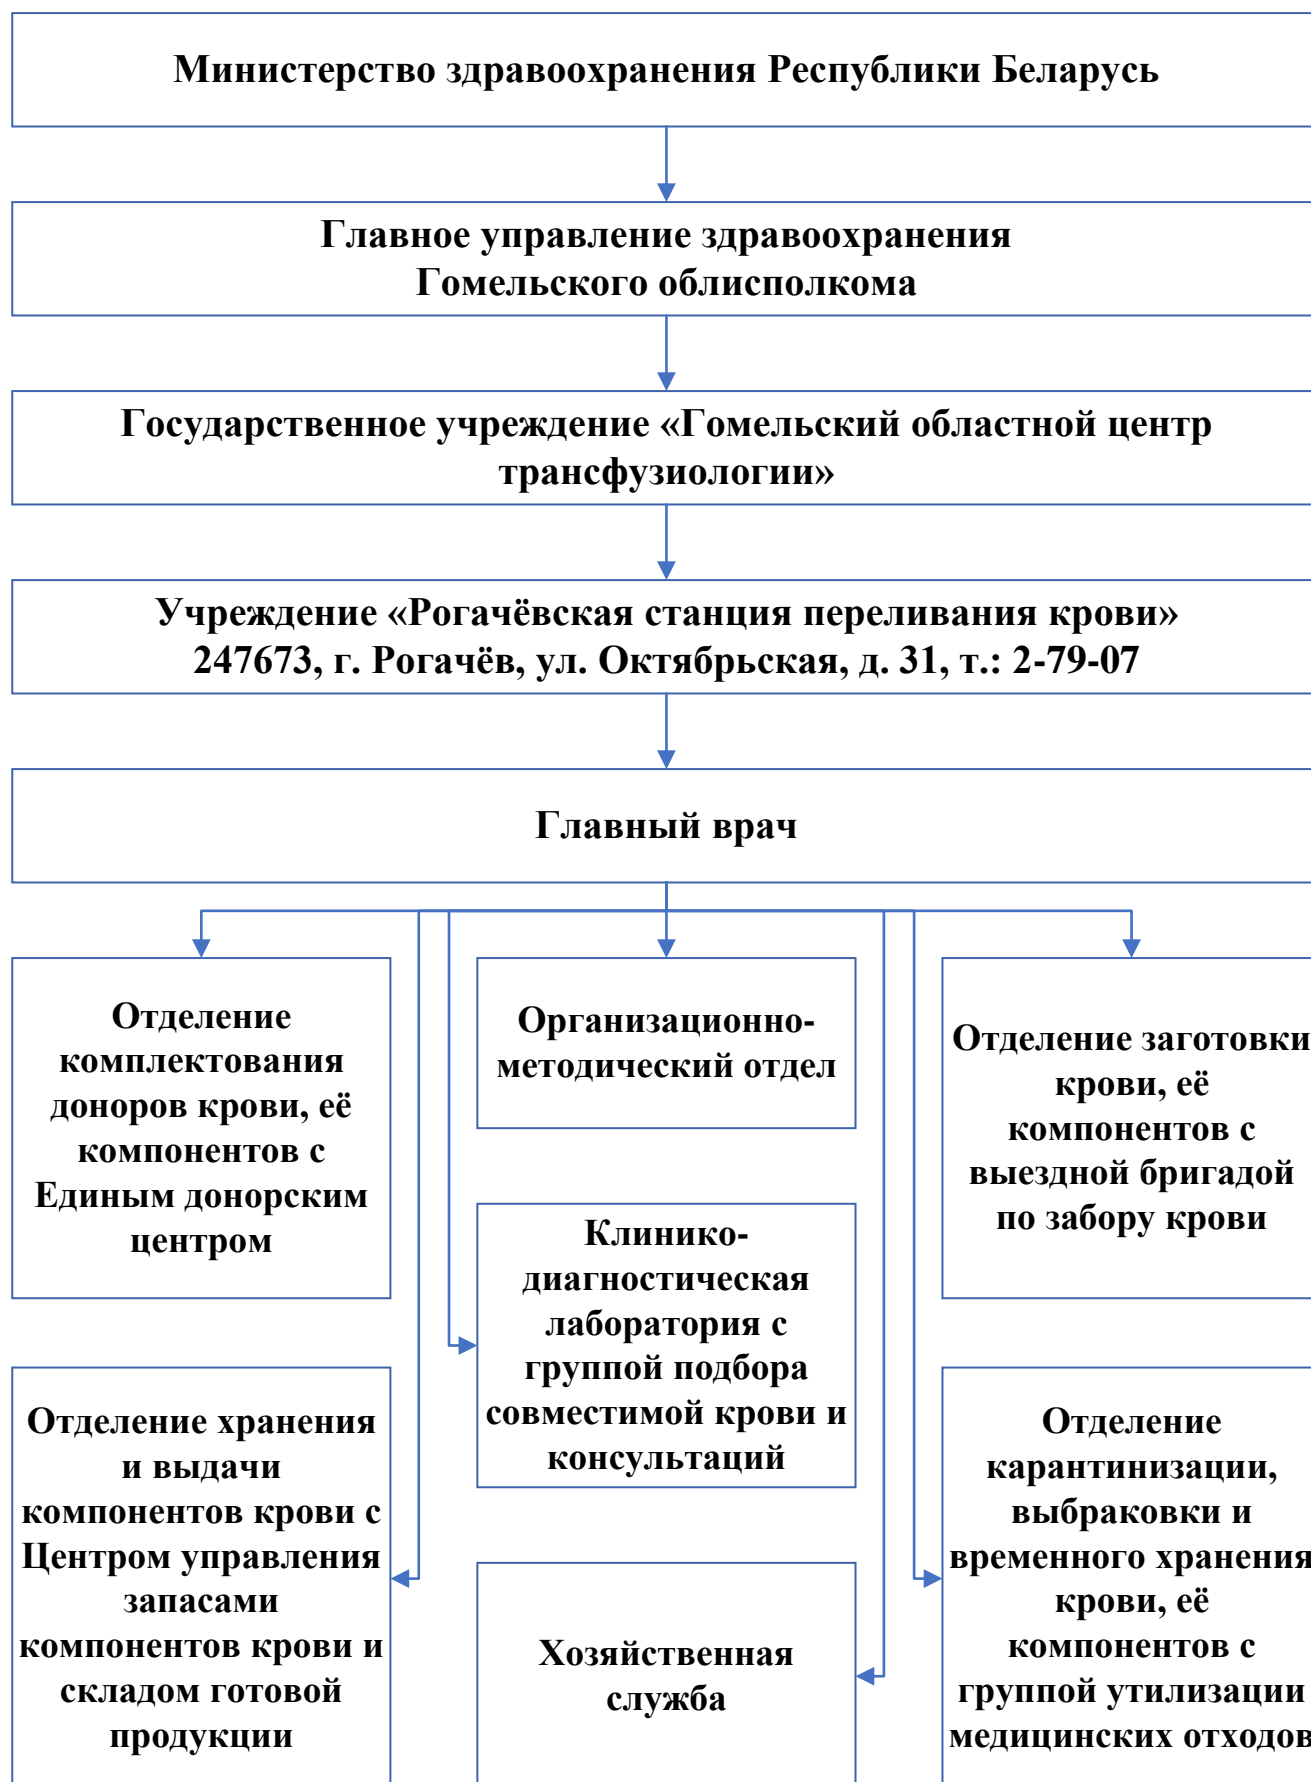 Министерство здравоохранения Республики Беларусь
Главное управление здравоохранения
Гомельского облисполкома
Государственное учреждение «Гомельский областной центр
трансфузиологии»
Учреждение «Рогачёвская станция переливания крови»
247673, г. Рогачёв, ул. Октябрьская, д. 31, т.: 2-79-07
Главный врач
Отделение
комплектования
доноров крови, её
компонентов с
Единым донорским
центром
Организационно-
методический отдел
Отделение заготовки
крови, её
компонентов с
выездной бригадой
по забору крови
Клинико-
диагностическая
лаборатория с
группой подбора
совместимой крови и
консультаций
Отделение хранения
и выдачи
компонентов крови с
Центром управления
запасами
компонентов крови и
складом готовой
продукции
Хозяйственная
служба
Отделение
карантинизации,
выбраковки и
временного хранения
крови, её
компонентов с
группой утилизации
медицинских отходов